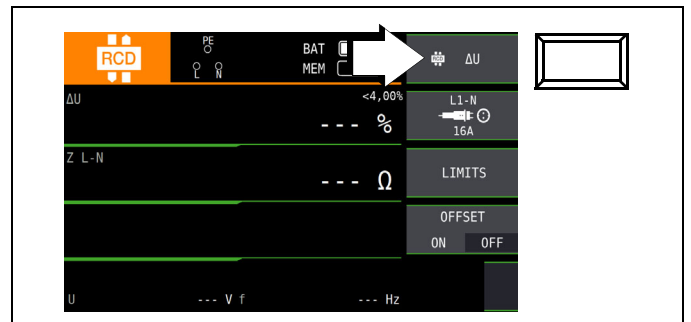 RCD
PE
L N
BAT
MEM
ΔU
ΔU
<4,00%
--- %
L1-N
16A
Z L-N
--- Ω
LIMITS
OFFSET
ON OFF
U --- V f --- Hz